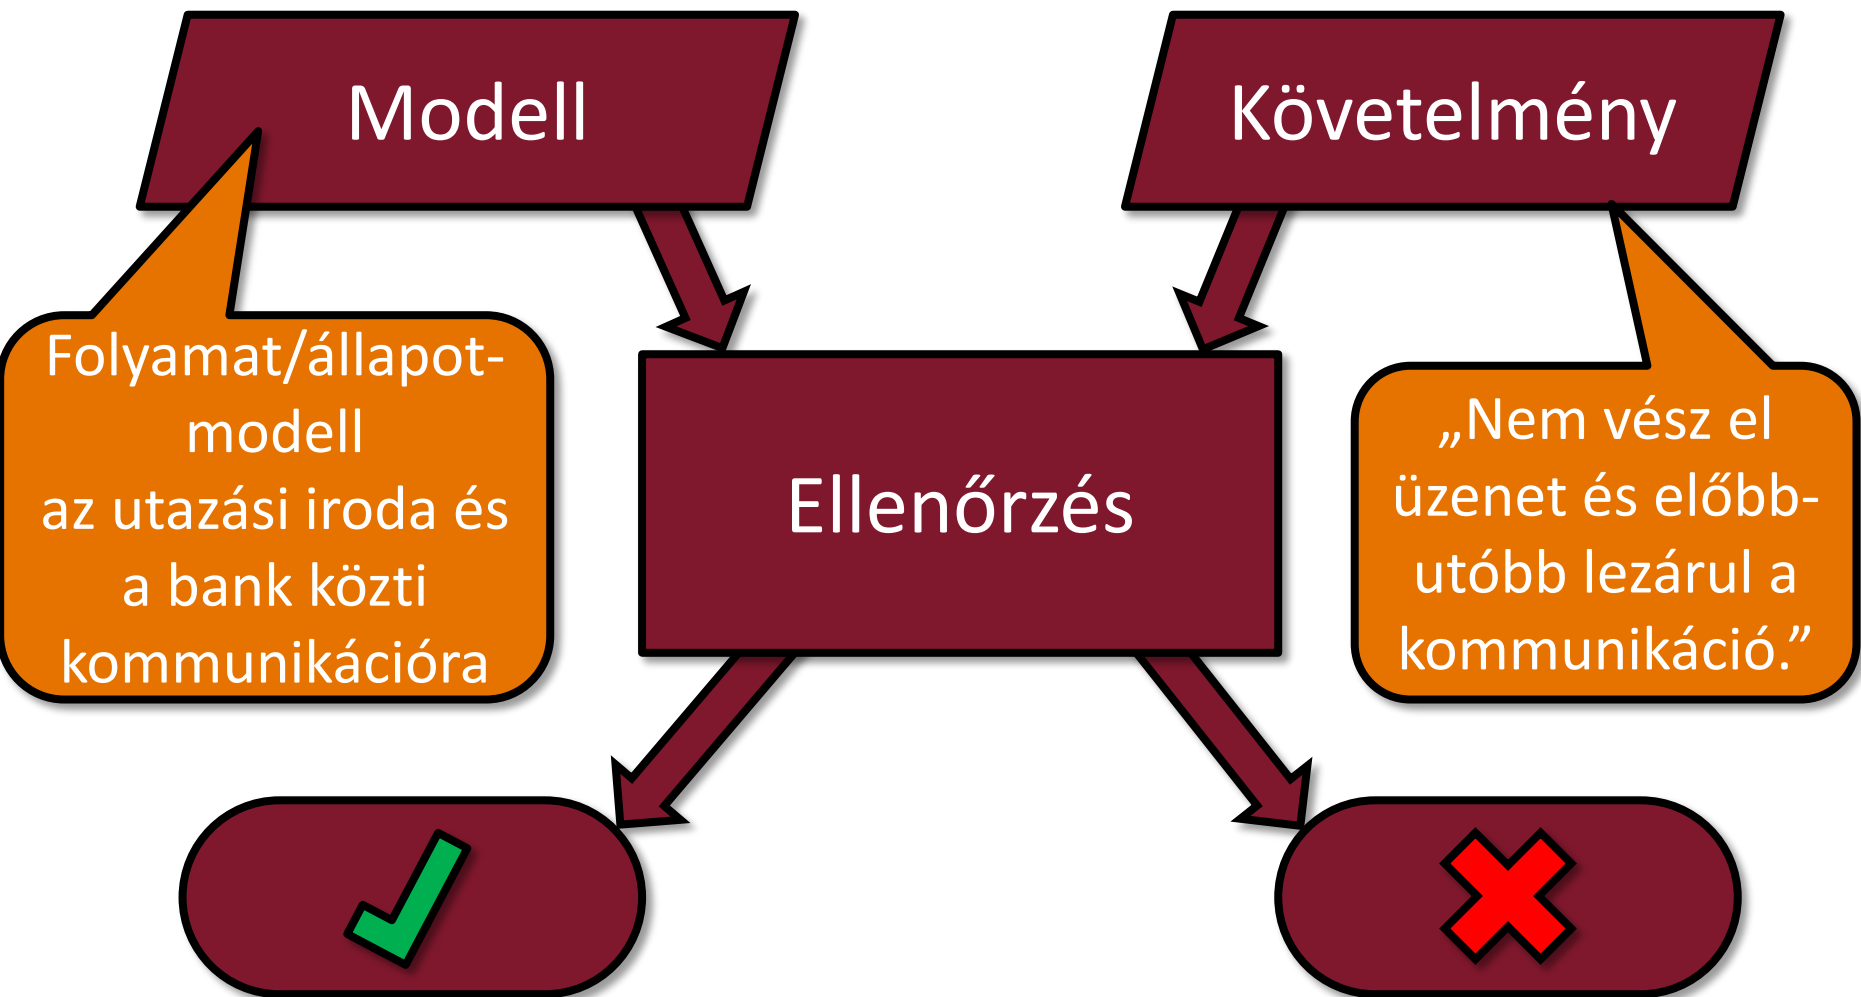 Modell
Követelmény
Folyamat/állapot-
modell
az utazási iroda és
a bank közti
kommunikációra
Ellenőrzés
„Nem vész el
üzenet és előbb-
utóbb lezárul a
kommunikáció.”